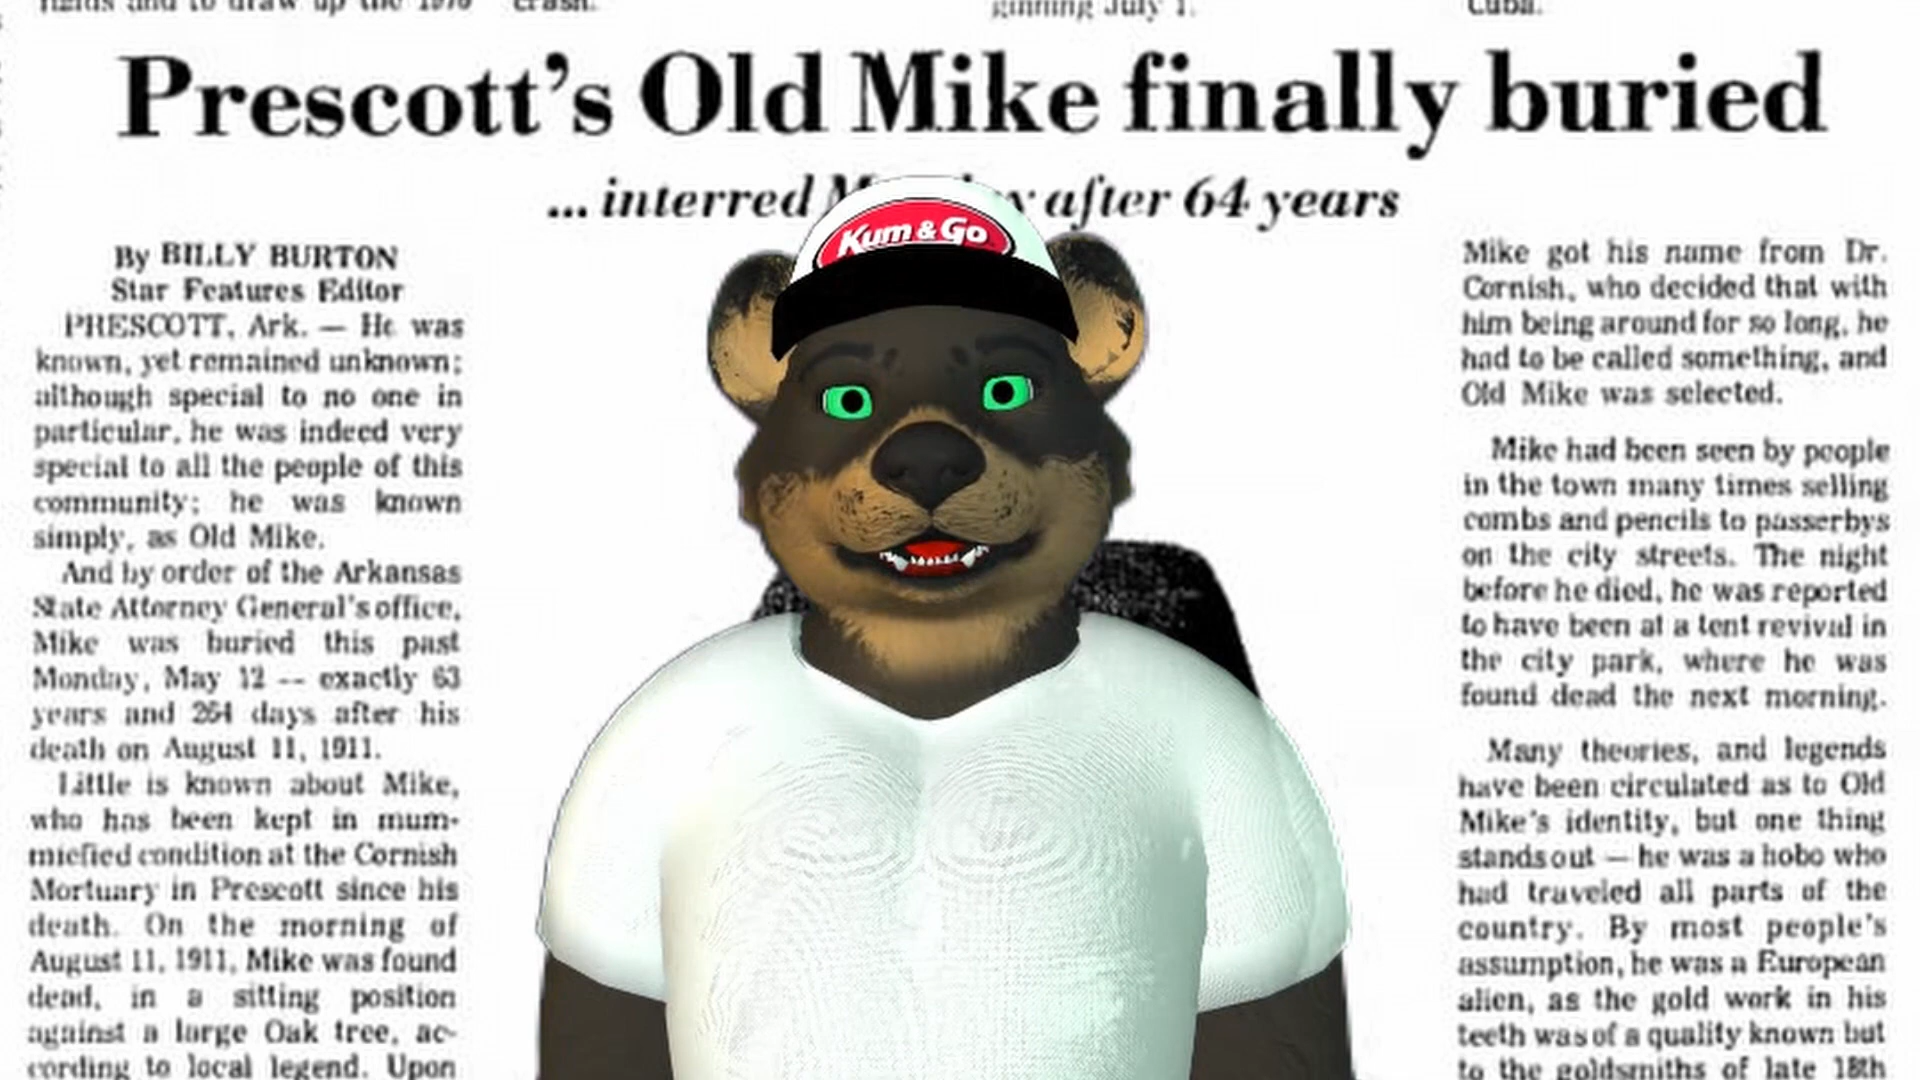 fields and to draw up the 1976
crash.
ginning July 1.
Cuba.
Prescott's Old Mike finally buried
... interred after 64 years
Kum & Go
By BILLY BURTON
Star Features Editor
PRESCOTT, Ark. — He was
known, yet remained unknown;
although special to no one in
particular, he was indeed very
special to all the people of this
community; he was known
simply, as Old Mike.
And by order of the Arkansas
State Attorney General's office,
Mike was buried this past
Monday, May 12 -- exactly 63
years and 264 days after his
death on August 11, 1911.
Little is known about Mike,
who has been kept in mum-
miefied condition at the Cornish
Mortuary in Prescott since his
death. On the morning of
August 11, 1911, Mike was found
dead, in a sitting position
against a large Oak tree, ac-
cording to local legend. Upon
Mike got his name from Dr.
Cornish, who decided that with
him being around for so long, he
had to be called something, and
Old Mike was selected.
Mike had been seen by people
in the town many times selling
combs and pencils to passerbys
on the city streets. The night
before he died, he was reported
to have been at a tent revival in
the city park, where he was
found dead the next morning.
Many theories, and legends
have been circulated as to Old
Mike's identity, but one thing
stands out — he was a hobo who
had traveled all parts of the
country. By most people's
assumption, he was a European
alien, as the gold work in his
teeth was of a quality known but
to the goldsmiths of late 18th